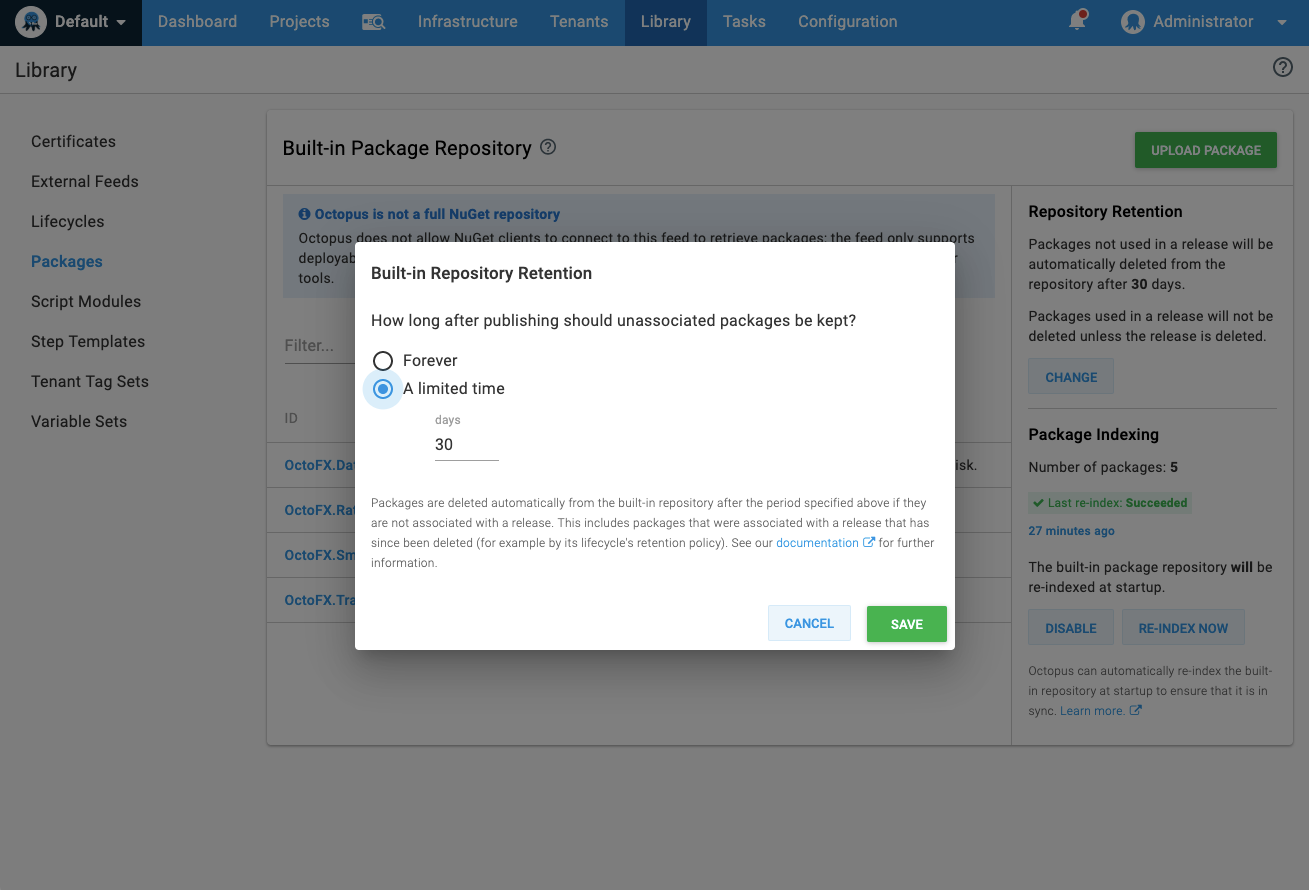 Default
Dashboard
Projects
Infrastructure
Tenants
Library
Tasks
Configuration
Administrator
Library
Certificates
External Feeds
Lifecycles
Packages
Script Modules
Step Templates
Tenant Tag Sets
Variable Sets
Built-in Package Repository
UPLOAD PACKAGE
Octopus is not a full NuGet repository
Octopus does not allow NuGet clients to connect to this feed to retrieve packages; the feed only supports
tools.
Filter...
ID
OctoFX.Dat
isk.
OctoFX.Rat
OctoFX.Sm
OctoFX.Tra
Built-in Repository Retention
How long after publishing should unassociated packages be kept?
Forever
A limited time
days
30
Packages are deleted automatically from the built-in repository after the period specified above if they
are not associated with a release. This includes packages that were associated with a release that has
since been deleted (for example by its lifecycle's retention policy). See our documentation for further
information.
CANCEL
SAVE
Repository Retention
Packages not used in a release will be
automatically deleted from the
repository after 30 days.
Packages used in a release will not be
deleted unless the release is deleted.
CHANGE
Package Indexing
Number of packages: 5
Last re-index: Succeeded
27 minutes ago
The built-in package repository will be
re-indexed at startup.
DISABLE
RE-INDEX NOW
Octopus can automatically re-index the built-
in repository at startup to ensure that it is in
sync. Learn more.